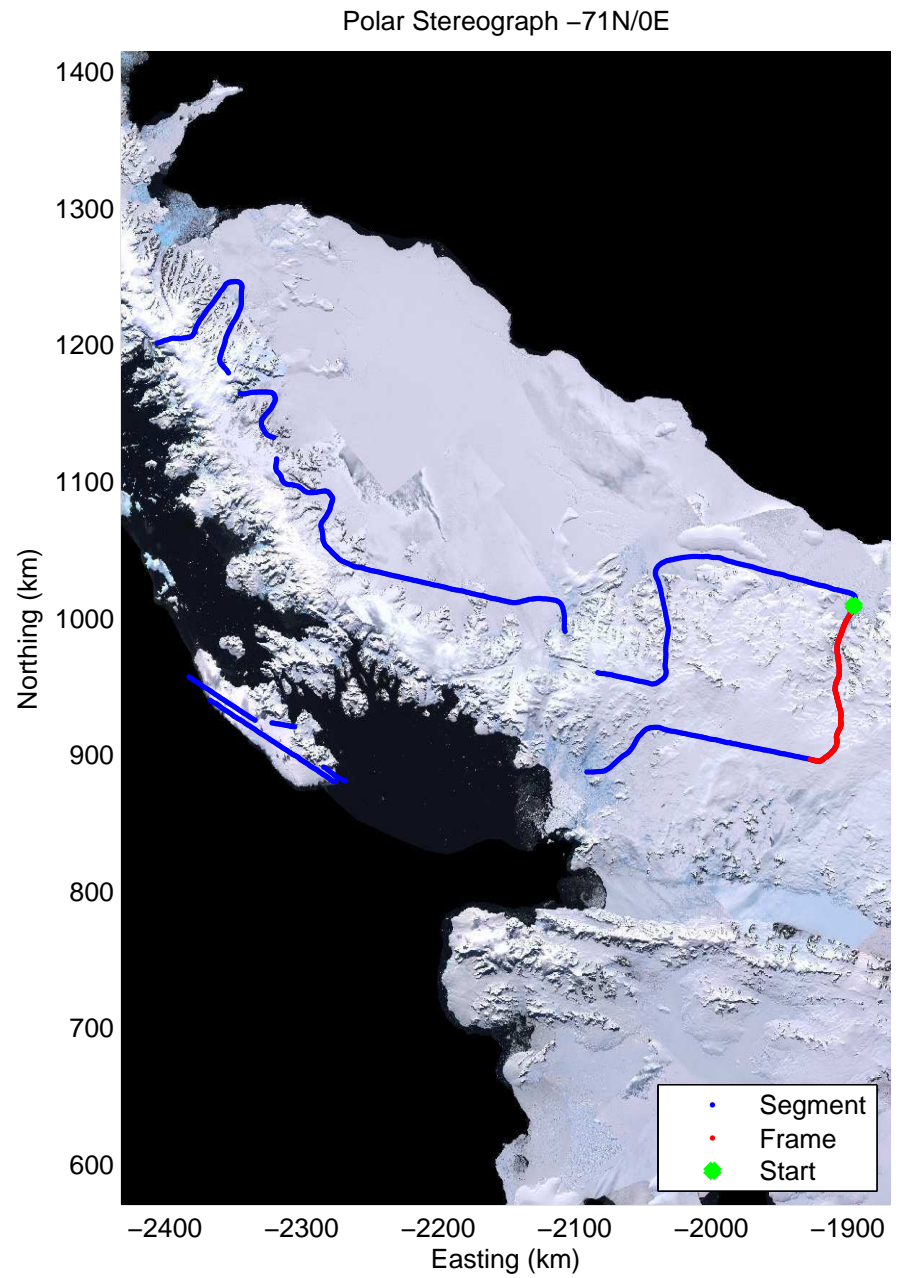 Polar Stereograph −71N/0E
1400
1300
1200
1100
1000
900
800
700
600
Northing (km)
−2400 −2300 −2200 −2100 −2000 −1900
Easting (km)
Segment
Frame
Start